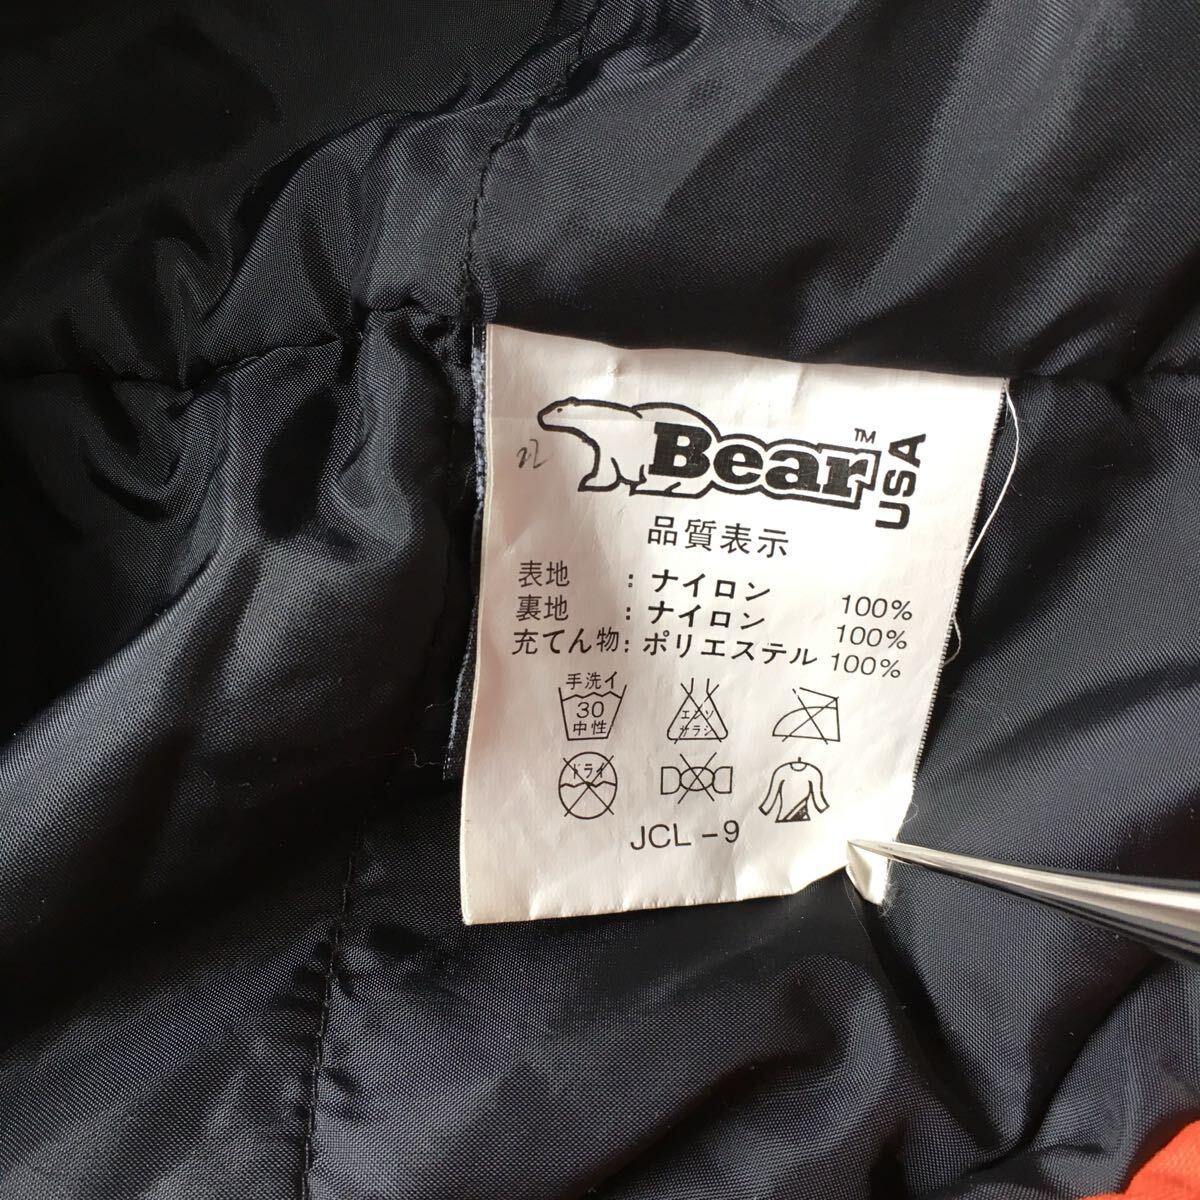 Bear™ USA
品質表示
表地 : ナイロン 100%
裏地 : ナイロン 100%
充てん物: ポリエステル 100%
手洗イ
30
中性
エンソ
サラシ
ドライ
JCL-9